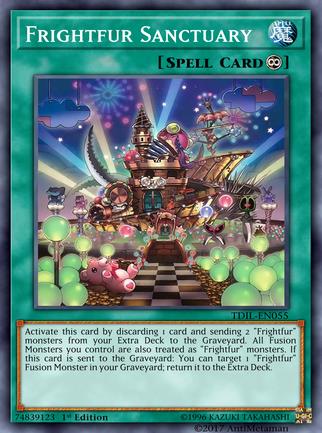 Frightfur Sanctuary
[Spell Card]
TDIL-EN055
Activate this card by discarding 1 card and sending 2 "Frightfur"
monsters from your Extra Deck to the Graveyard. All Fusion
Monsters you control are also treated as "Frightfur" monsters. If
this card is sent to the Graveyard: You can target 1 "Frightfur"
Fusion Monster in your Graveyard; return it to the Extra Deck.
74839123 1st Edition ©1996 KAZUKI TAKAHASHI
©2017 AntiMetaman